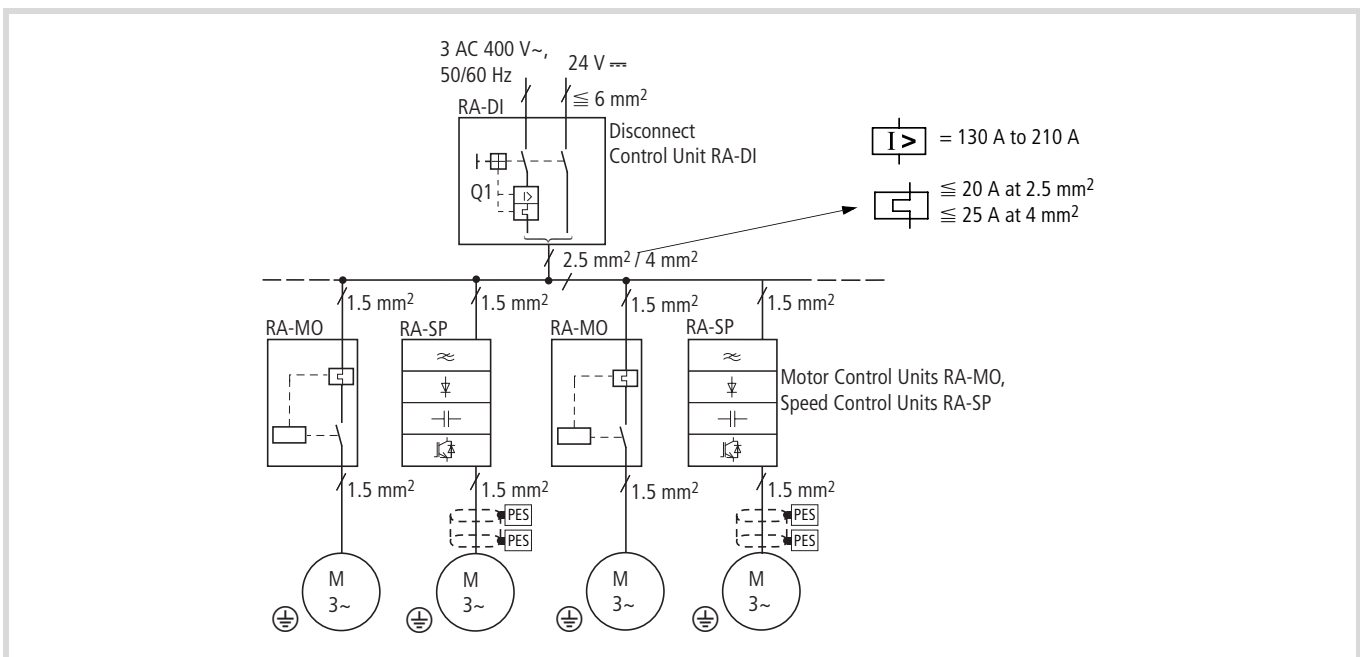 3 AC 400 V~,
50/60 Hz
24 V ⎓
≦ 6 mm²
RA-DI
Disconnect
Control Unit RA-DI
Q1
I>
I >
= 130 A to 210 A
≦ 20 A at 2.5 mm²
≦ 25 A at 4 mm²
2.5 mm² / 4 mm²
1.5 mm²
1.5 mm²
1.5 mm²
1.5 mm²
RA-MO
RA-SP
RA-MO
RA-SP
Motor Control Units RA-MO,
Speed Control Units RA-SP
1.5 mm²
1.5 mm²
1.5 mm²
1.5 mm²
PES
PES
PES
PES
M
3~
M
3~
M
3~
M
3~